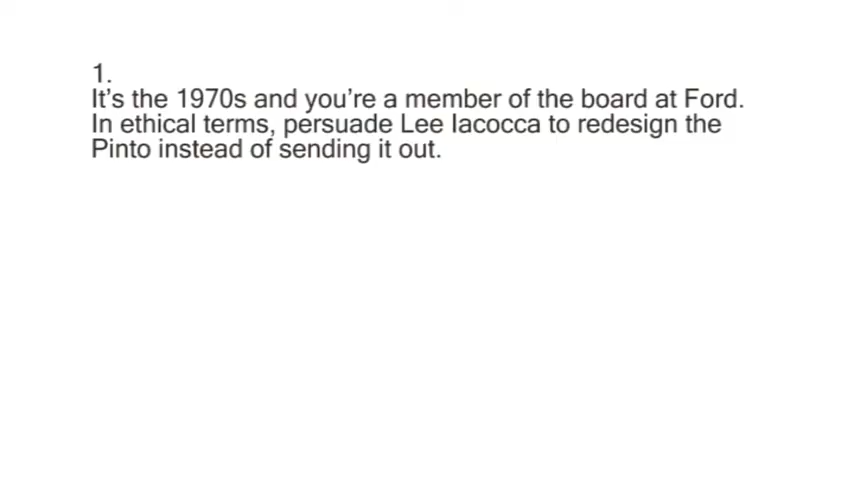 1.
It’s the 1970s and you’re a member of the board at Ford.
In ethical terms, persuade Lee Iacocca to redesign the
Pinto instead of sending it out.